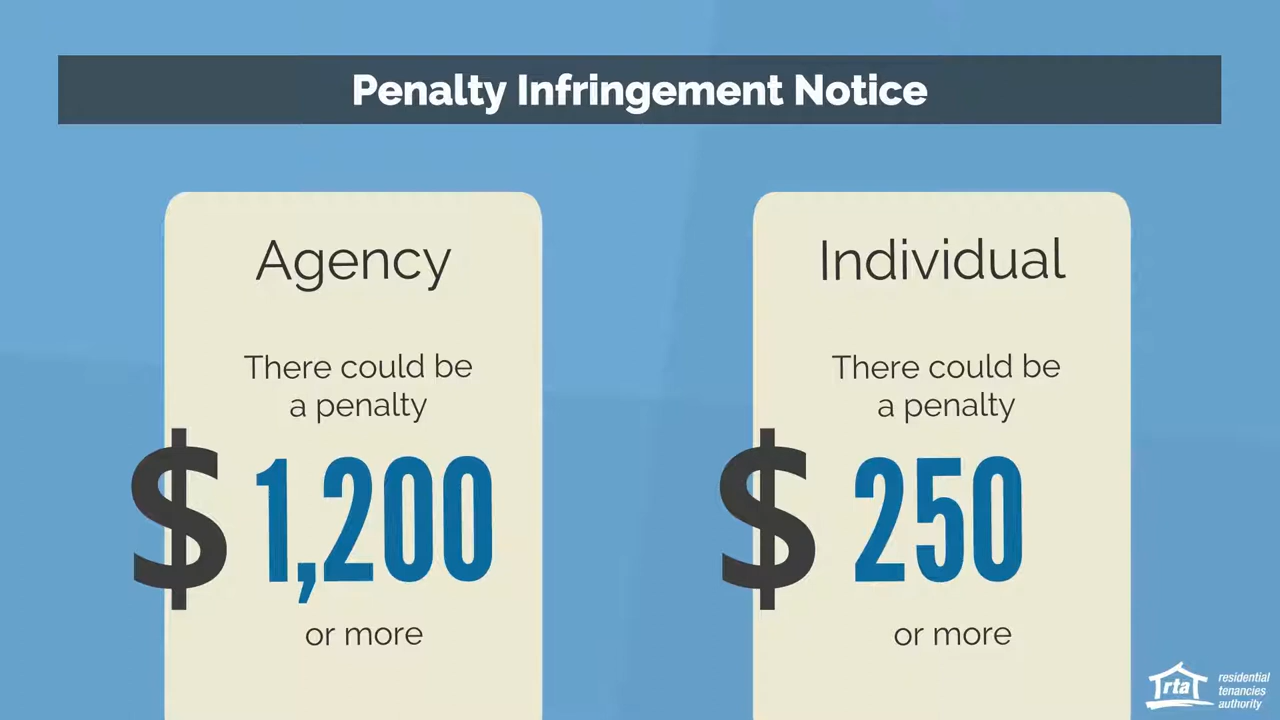 Penalty Infringement Notice
Agency
There could be
a penalty
$ 1,200
or more
Individual
There could be
a penalty
$ 250
or more
rta
residential
tenancies
authority